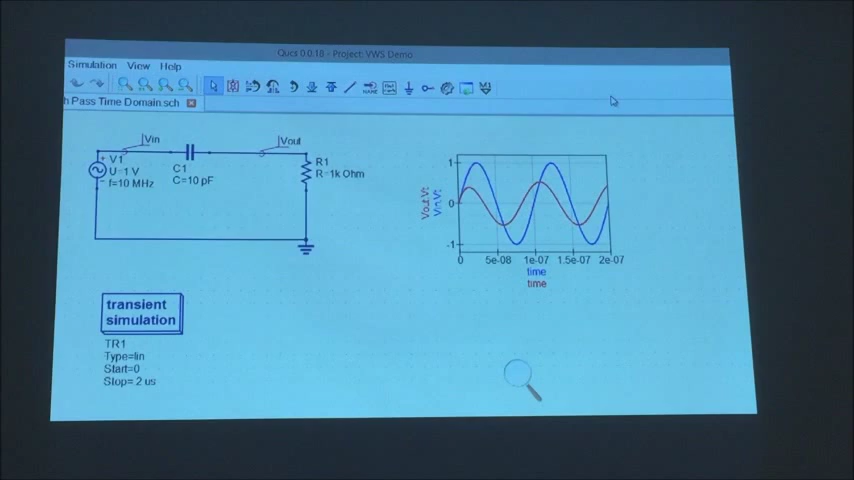 Qucs 0.0.18 - Project: VWS Demo
Simulation View Help
h Pass Time Domain.sch
Vin
Vout
V1
U=1 V
f=10 MHz
C1
C=10 pF
R1
R=1k Ohm
transient
simulation
TR1
Type=lin
Start=0
Stop= 2 us
Vout.Vt
Vin.Vt
1
0
-1
0 5e-08 1e-07 1.5e-07 2e-07
time
time